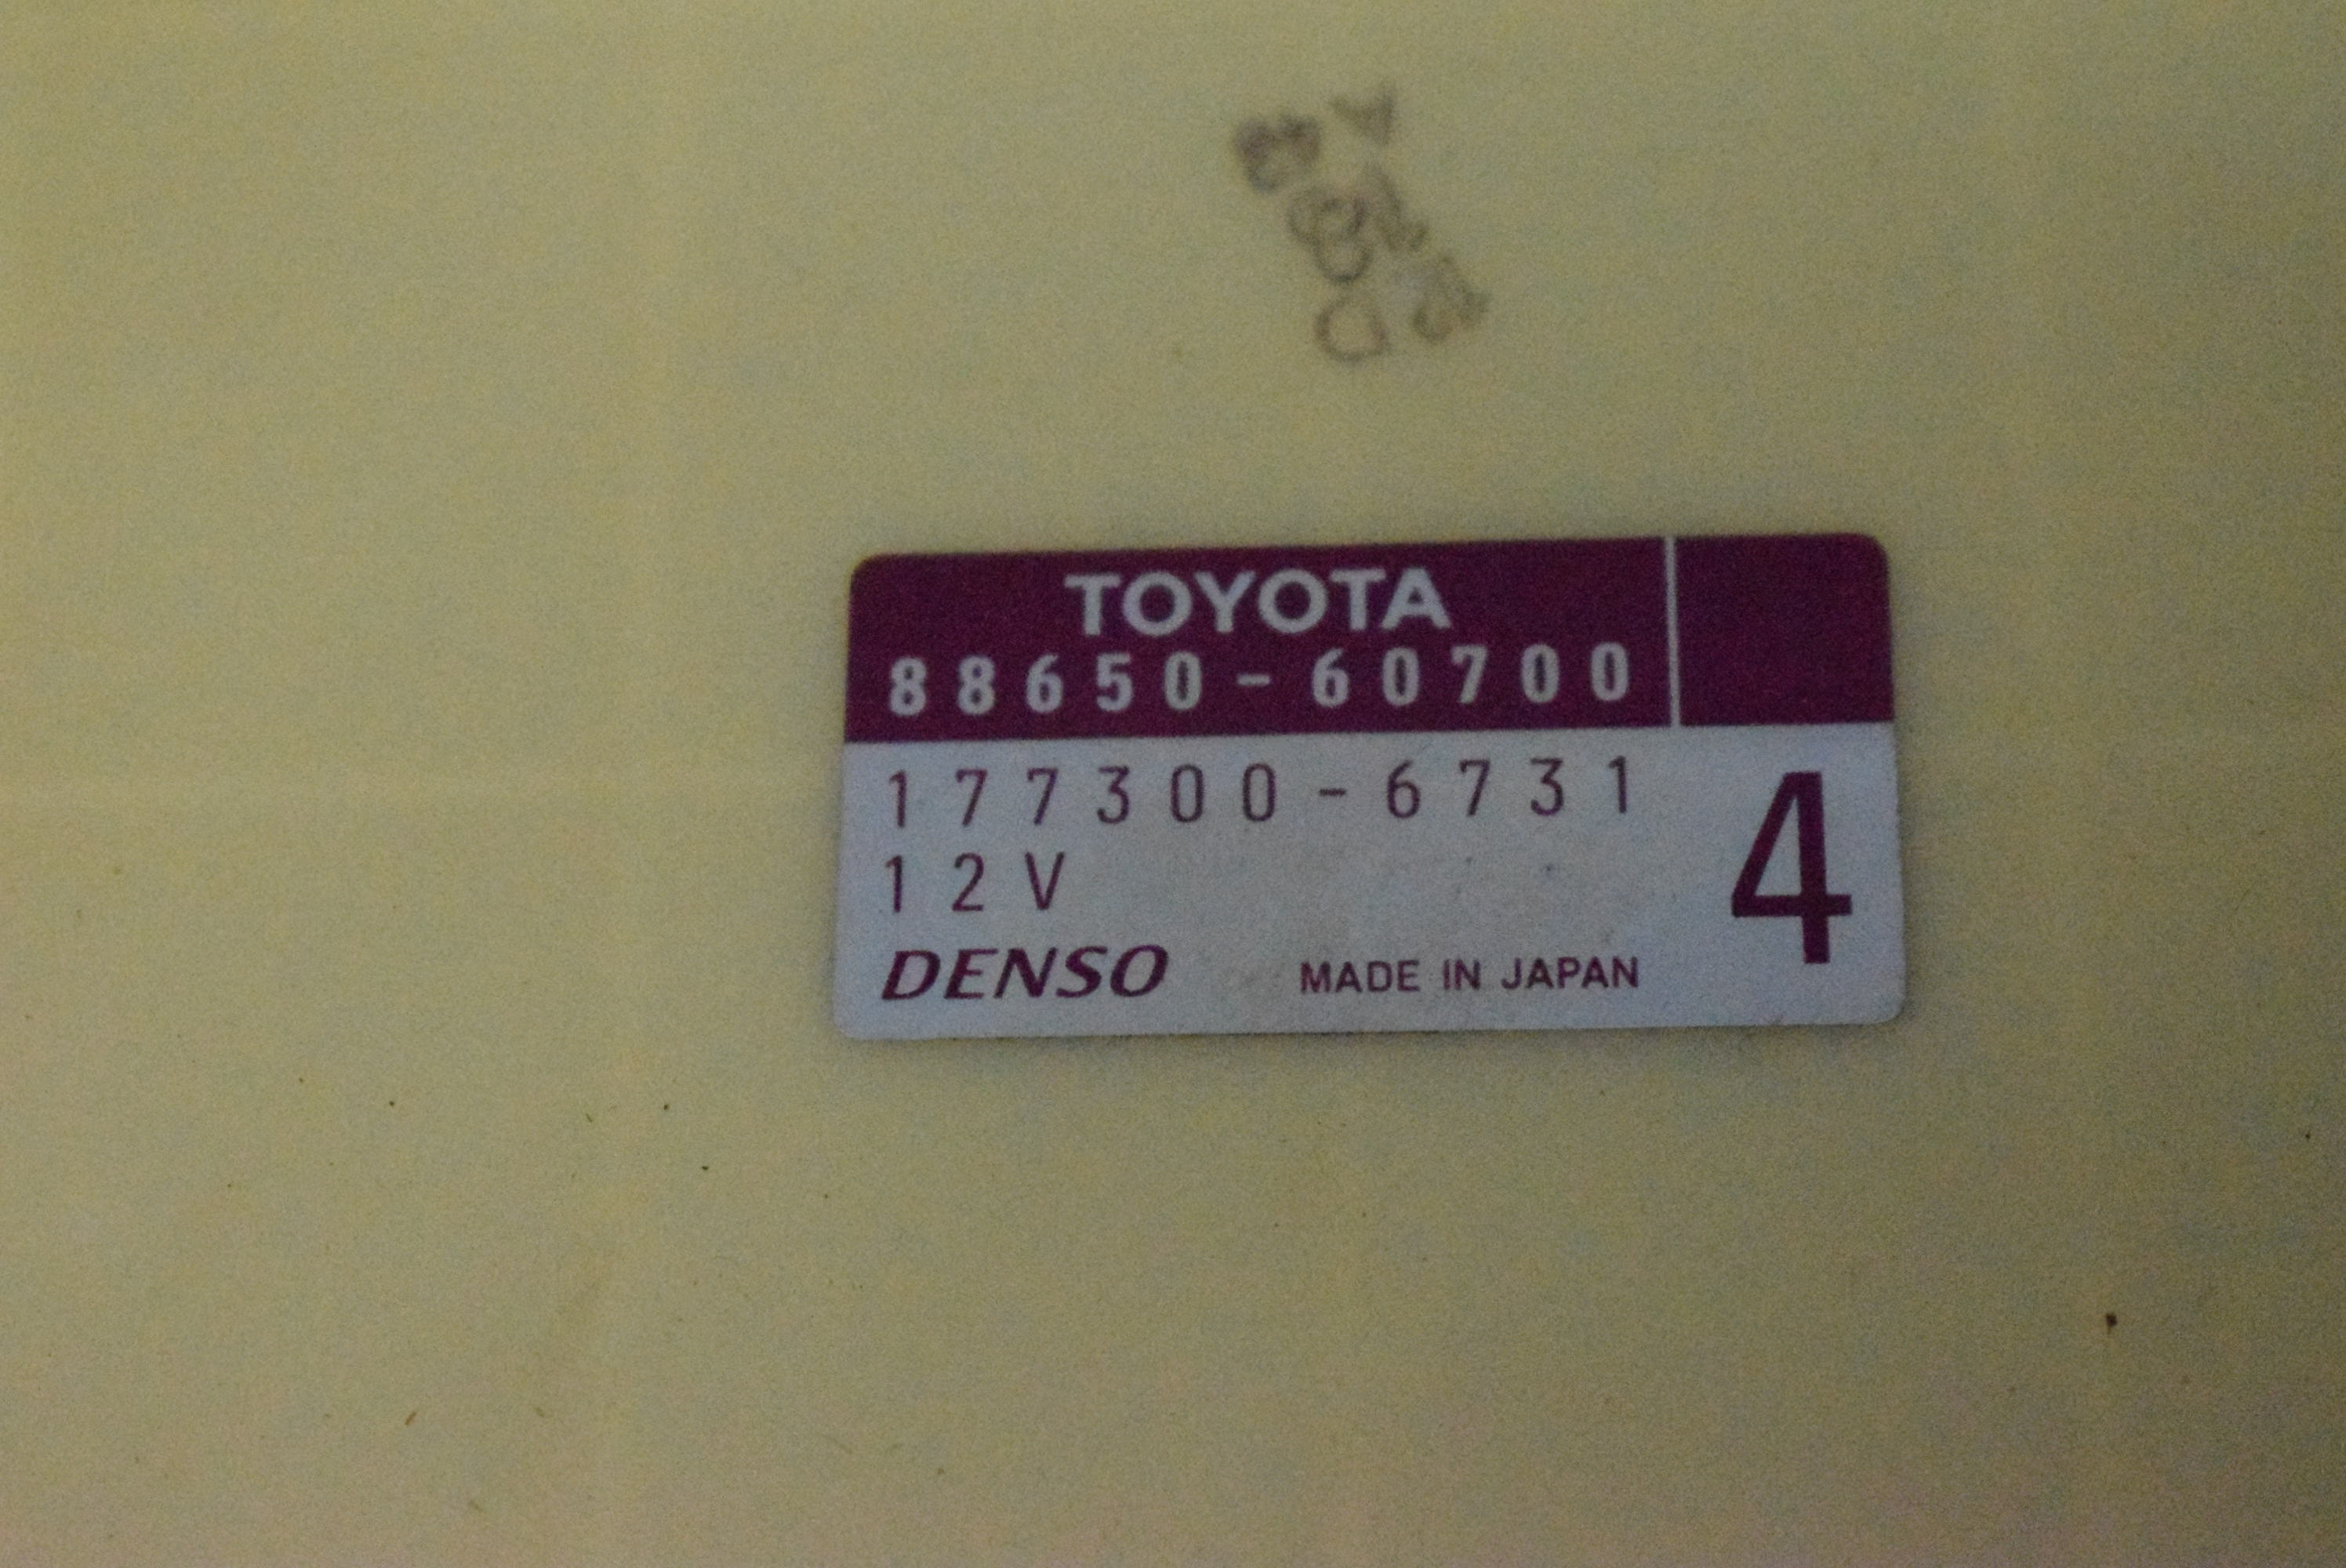 TOYOTA
88650-60700
177300-6731
12V
4
DENSO MADE IN JAPAN